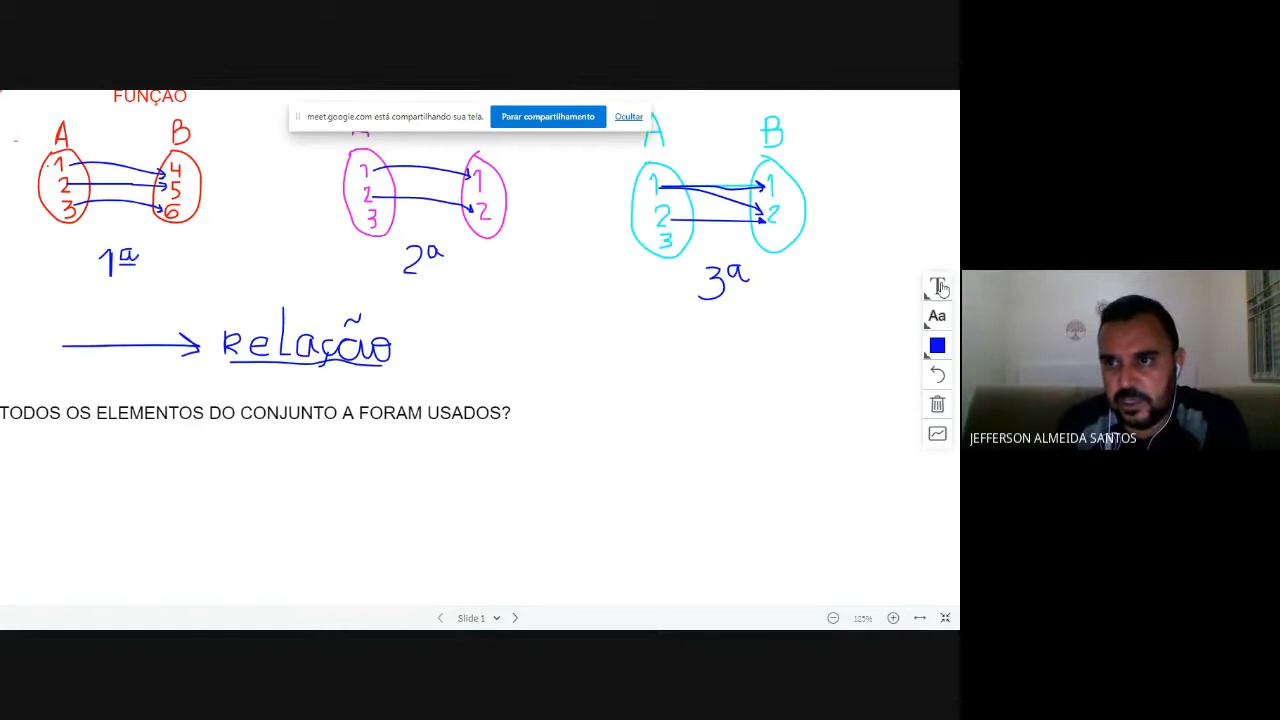 FUNÇÃO
meet.google.com está compartilhando sua tela.
Parar compartilhamento
Ocultar
A B
1 4
2 5
3 6
1ª
1 1
2 2
3
2ª
A B
1 1
2 2
3
3ª
Relação
TODOS OS ELEMENTOS DO CONJUNTO A FORAM USADOS?
T
Aa
JEFFERSON ALMEIDA SANTOS
Slide 1
125%